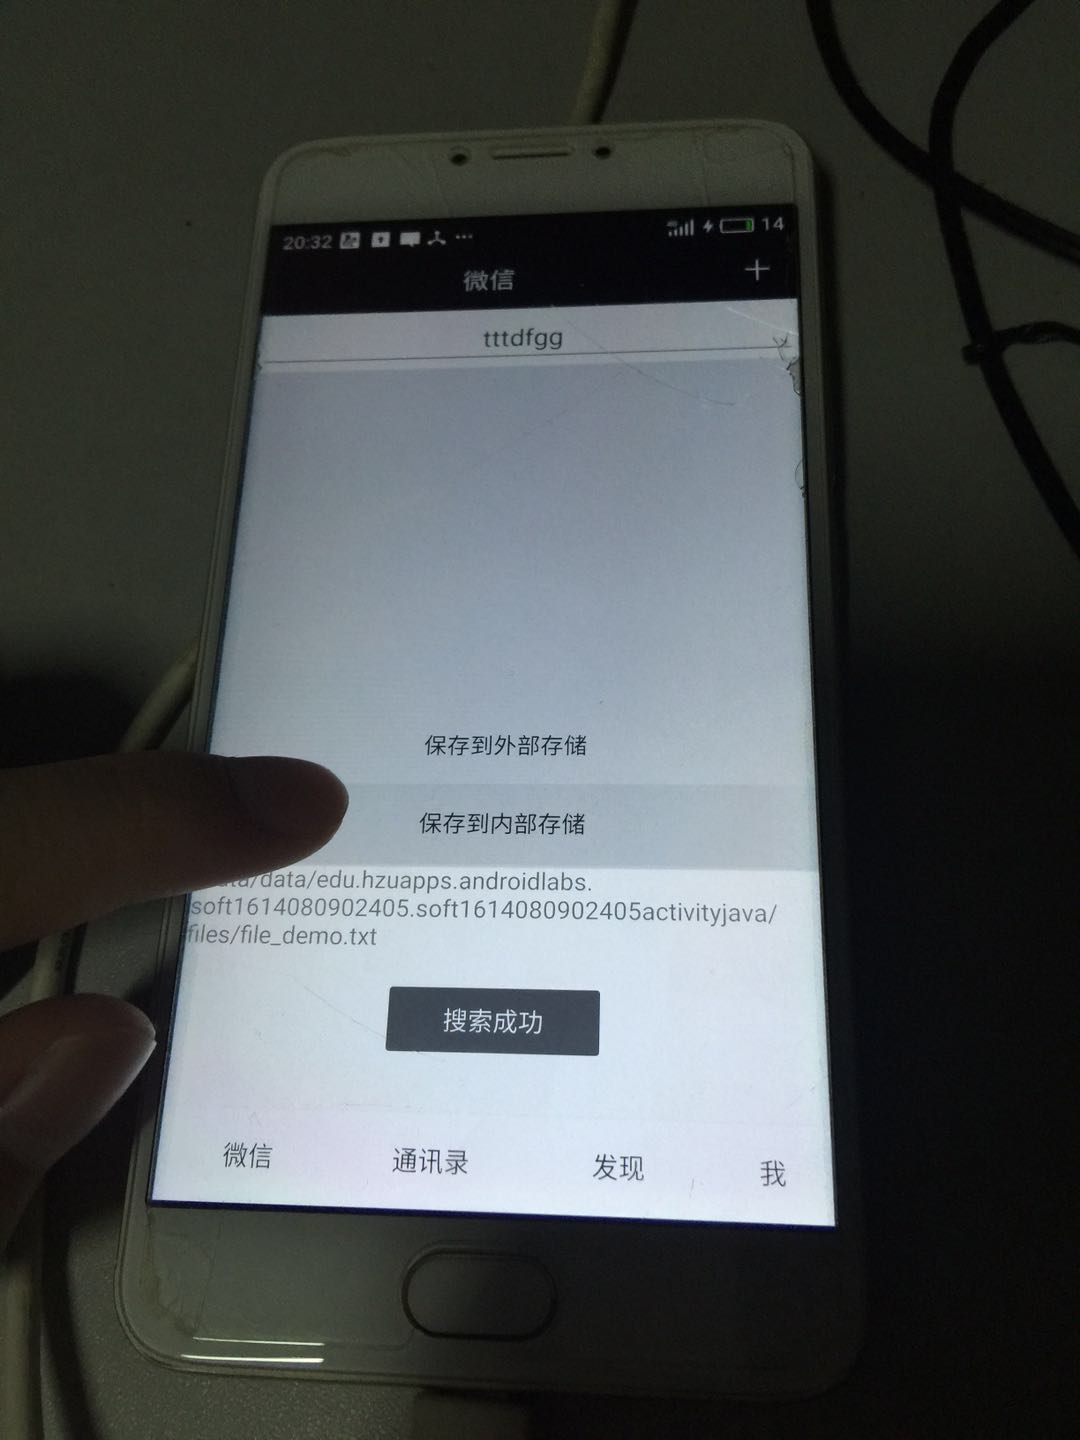 20:32 14
微信 +
tttdfgg
保存到外部存储
保存到内部存储
/data/edu.hzuapps.androidlabs.
soft1614080902405.soft1614080902405activityjava/
files/file_demo.txt
搜索成功
微信 通讯录 发现 我